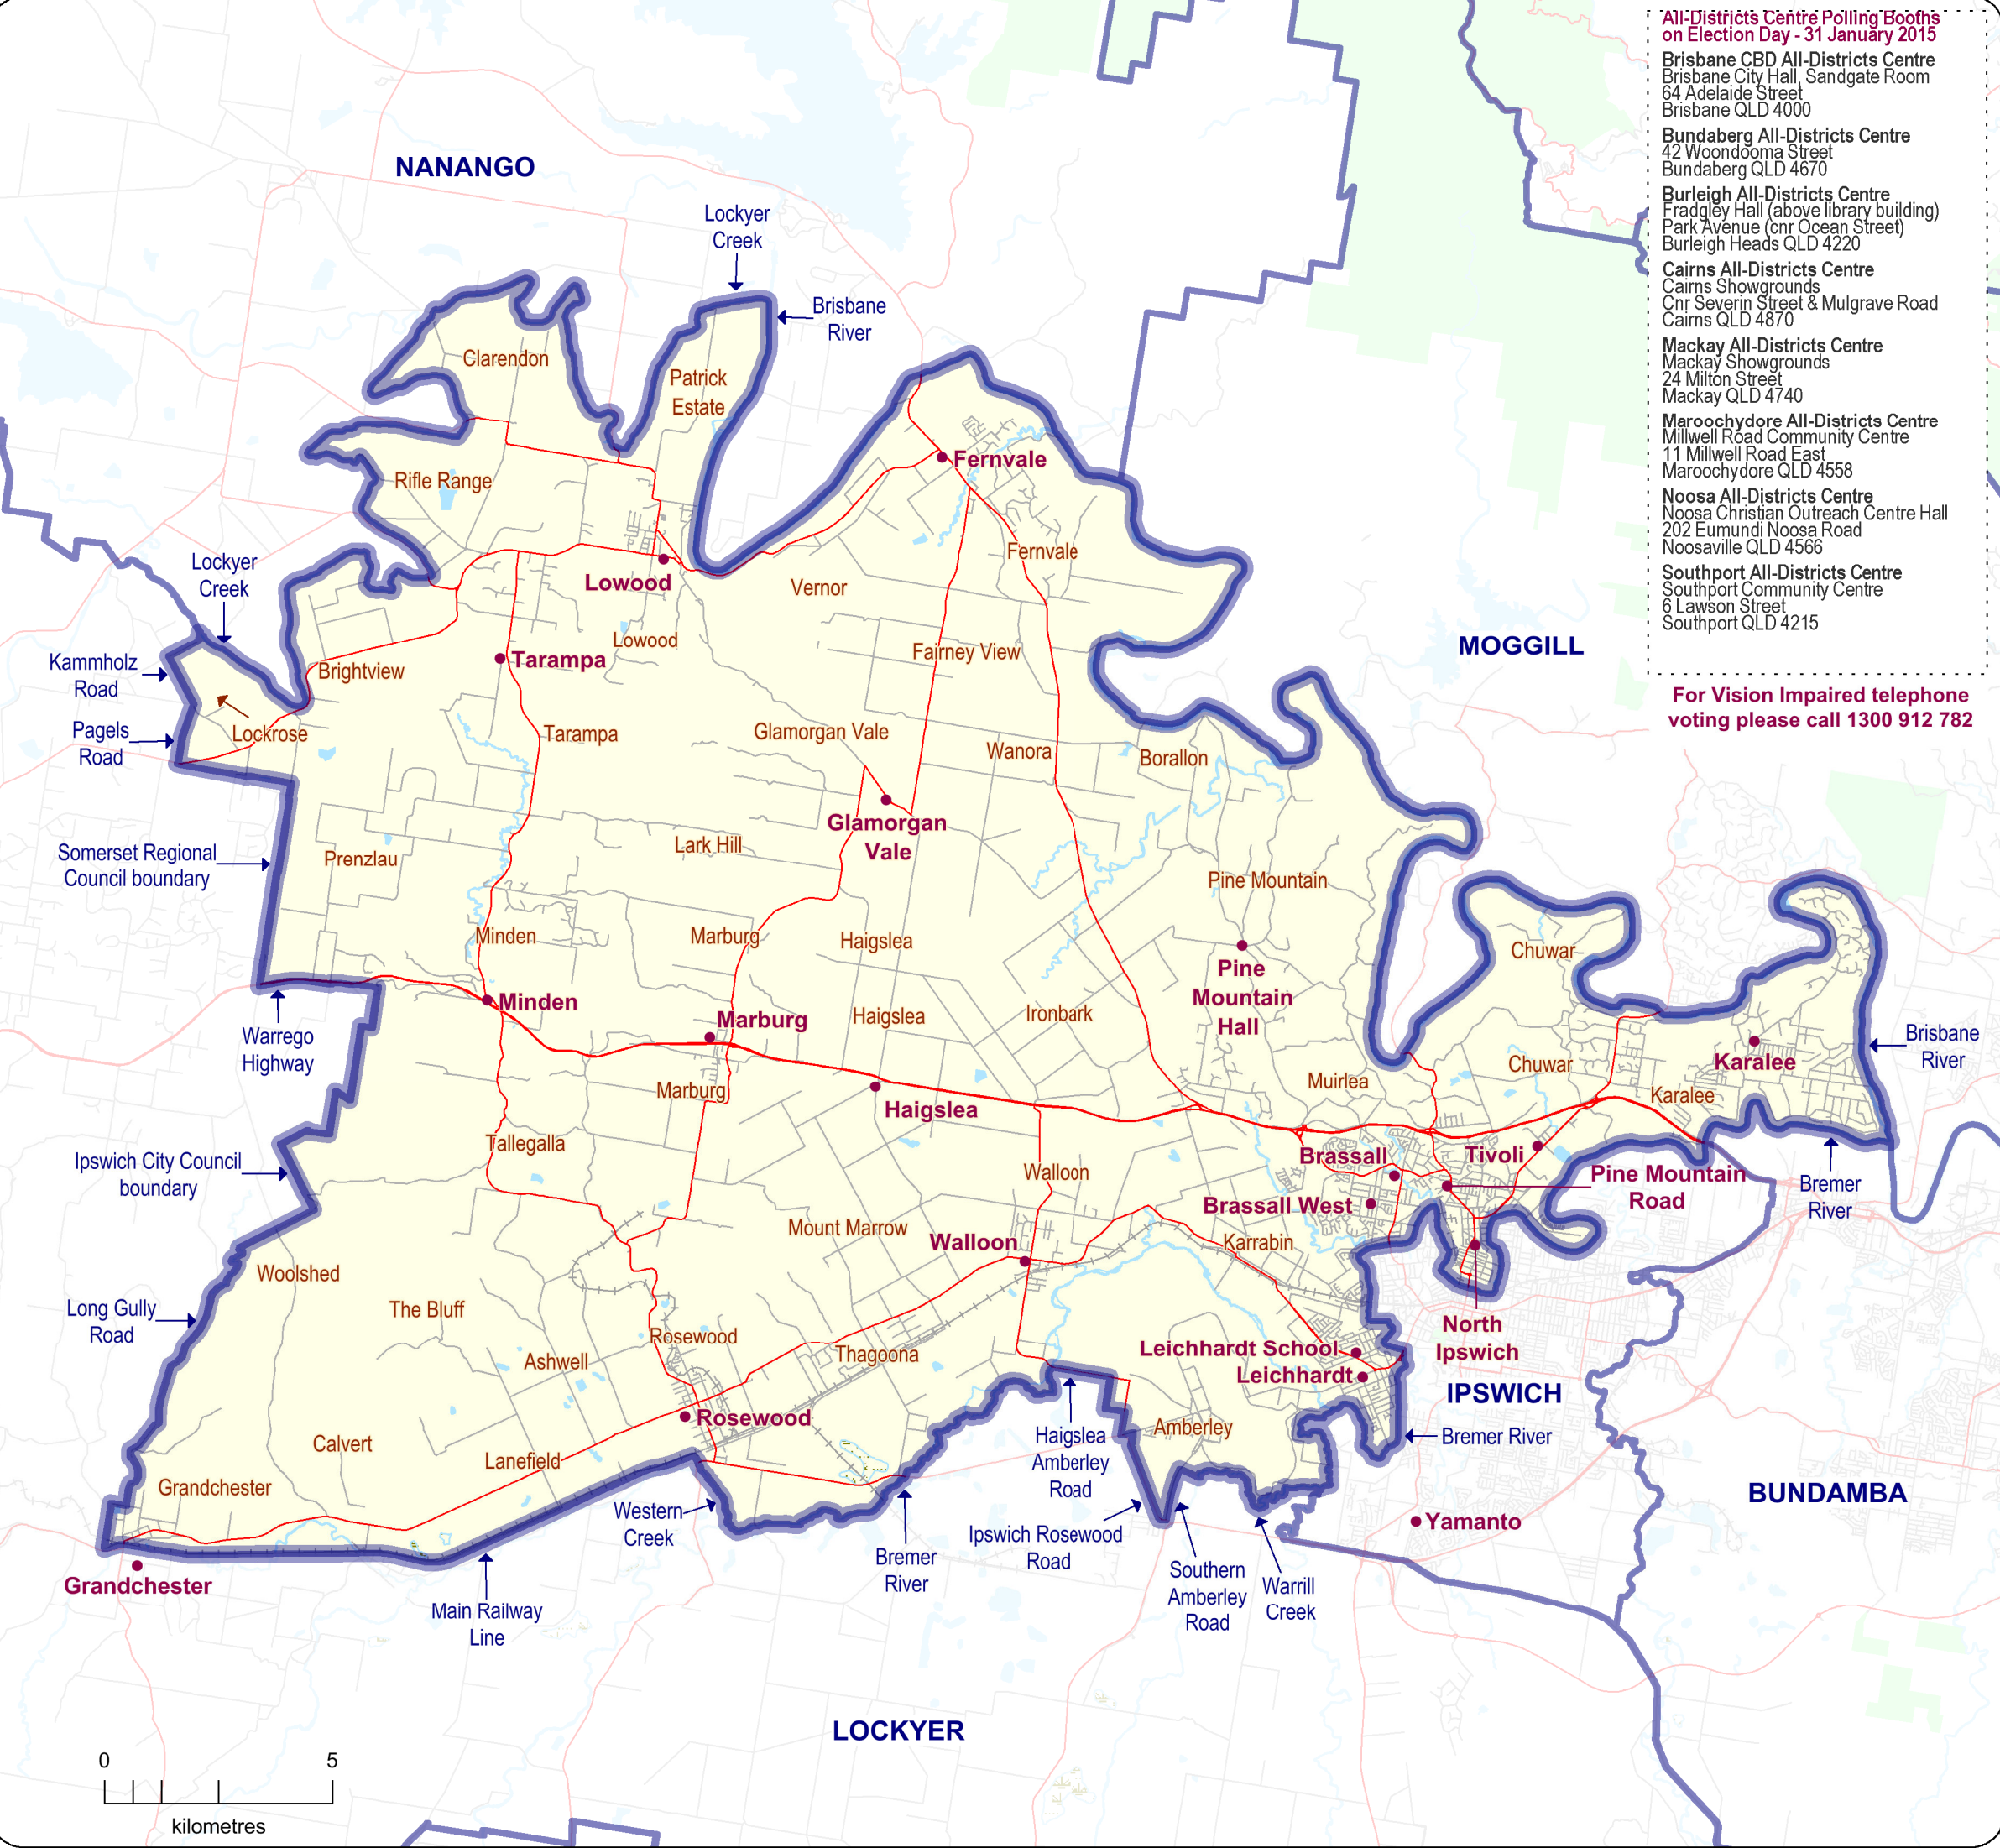 All-Districts Centre Polling Booths
on Election Day - 31 January 2015
Brisbane CBD All-Districts Centre
Brisbane City Hall, Sandgate Room
64 Adelaide Street
Brisbane QLD 4000
Bundaberg All-Districts Centre
42 Woondooma Street
Bundaberg QLD 4670
Burleigh All-Districts Centre
Fradgley Hall (above library building)
Park Avenue (cnr Ocean Street)
Burleigh Heads QLD 4220
Cairns All-Districts Centre
Cairns Showgrounds
Cnr Severin Street & Mulgrave Road
Cairns QLD 4870
Mackay All-Districts Centre
Mackay Showgrounds
24 Milton Street
Mackay QLD 4740
Maroochydore All-Districts Centre
Millwell Road Community Centre
11 Millwell Road East
Maroochydore QLD 4558
Noosa All-Districts Centre
Noosa Christian Outreach Centre Hall
202 Eumundi Noosa Road
Noosaville QLD 4566
Southport All-Districts Centre
Southport Community Centre
6 Lawson Street
Southport QLD 4215
For Vision Impaired telephone
voting please call 1300 912 782
NANANGO
Lockyer
Creek
Brisbane
River
Clarendon
Patrick
Estate
Fernvale
Rifle Range
Fernvale
Lockyer
Creek
Lowood
Vernor
Lowood
Fairney View
MOGGILL
Kammholz
Road
Brightview
Tarampa
Pagels
Road
Lockrose
Tarampa
Glamorgan Vale
Wanora
Borallon
Glamorgan
Vale
Somerset Regional
Council boundary
Prenzlau
Lark Hill
Pine Mountain
Minden
Marburg
Haigslea
Chuwar
Pine
Mountain
Hall
Minden
Marburg
Haigslea
Ironbark
Warrego
Highway
Brisbane
River
Karalee
Chuwar
Marburg
Muirlea
Karalee
Haigslea
Tallegalla
Ipswich City Council
boundary
Walloon
Brassall
Tivoli
Pine Mountain
Road
Bremer
River
Brassall West
Mount Marrow
Walloon
Karrabin
Woolshed
Long Gully
Road
The Bluff
Rosewood
North
Ipswich
Ashwell
Thagoona
Leichhardt School
Leichhardt
IPSWICH
Rosewood
Amberley
Calvert
Haigslea
Amberley
Road
Bremer River
Lanefield
Grandchester
BUNDAMBA
Western
Creek
Yamanto
Ipswich Rosewood
Road
Bremer
River
Grandchester
Southern
Amberley
Road
Warrill
Creek
Main Railway
Line
LOCKYER
0 5
kilometres